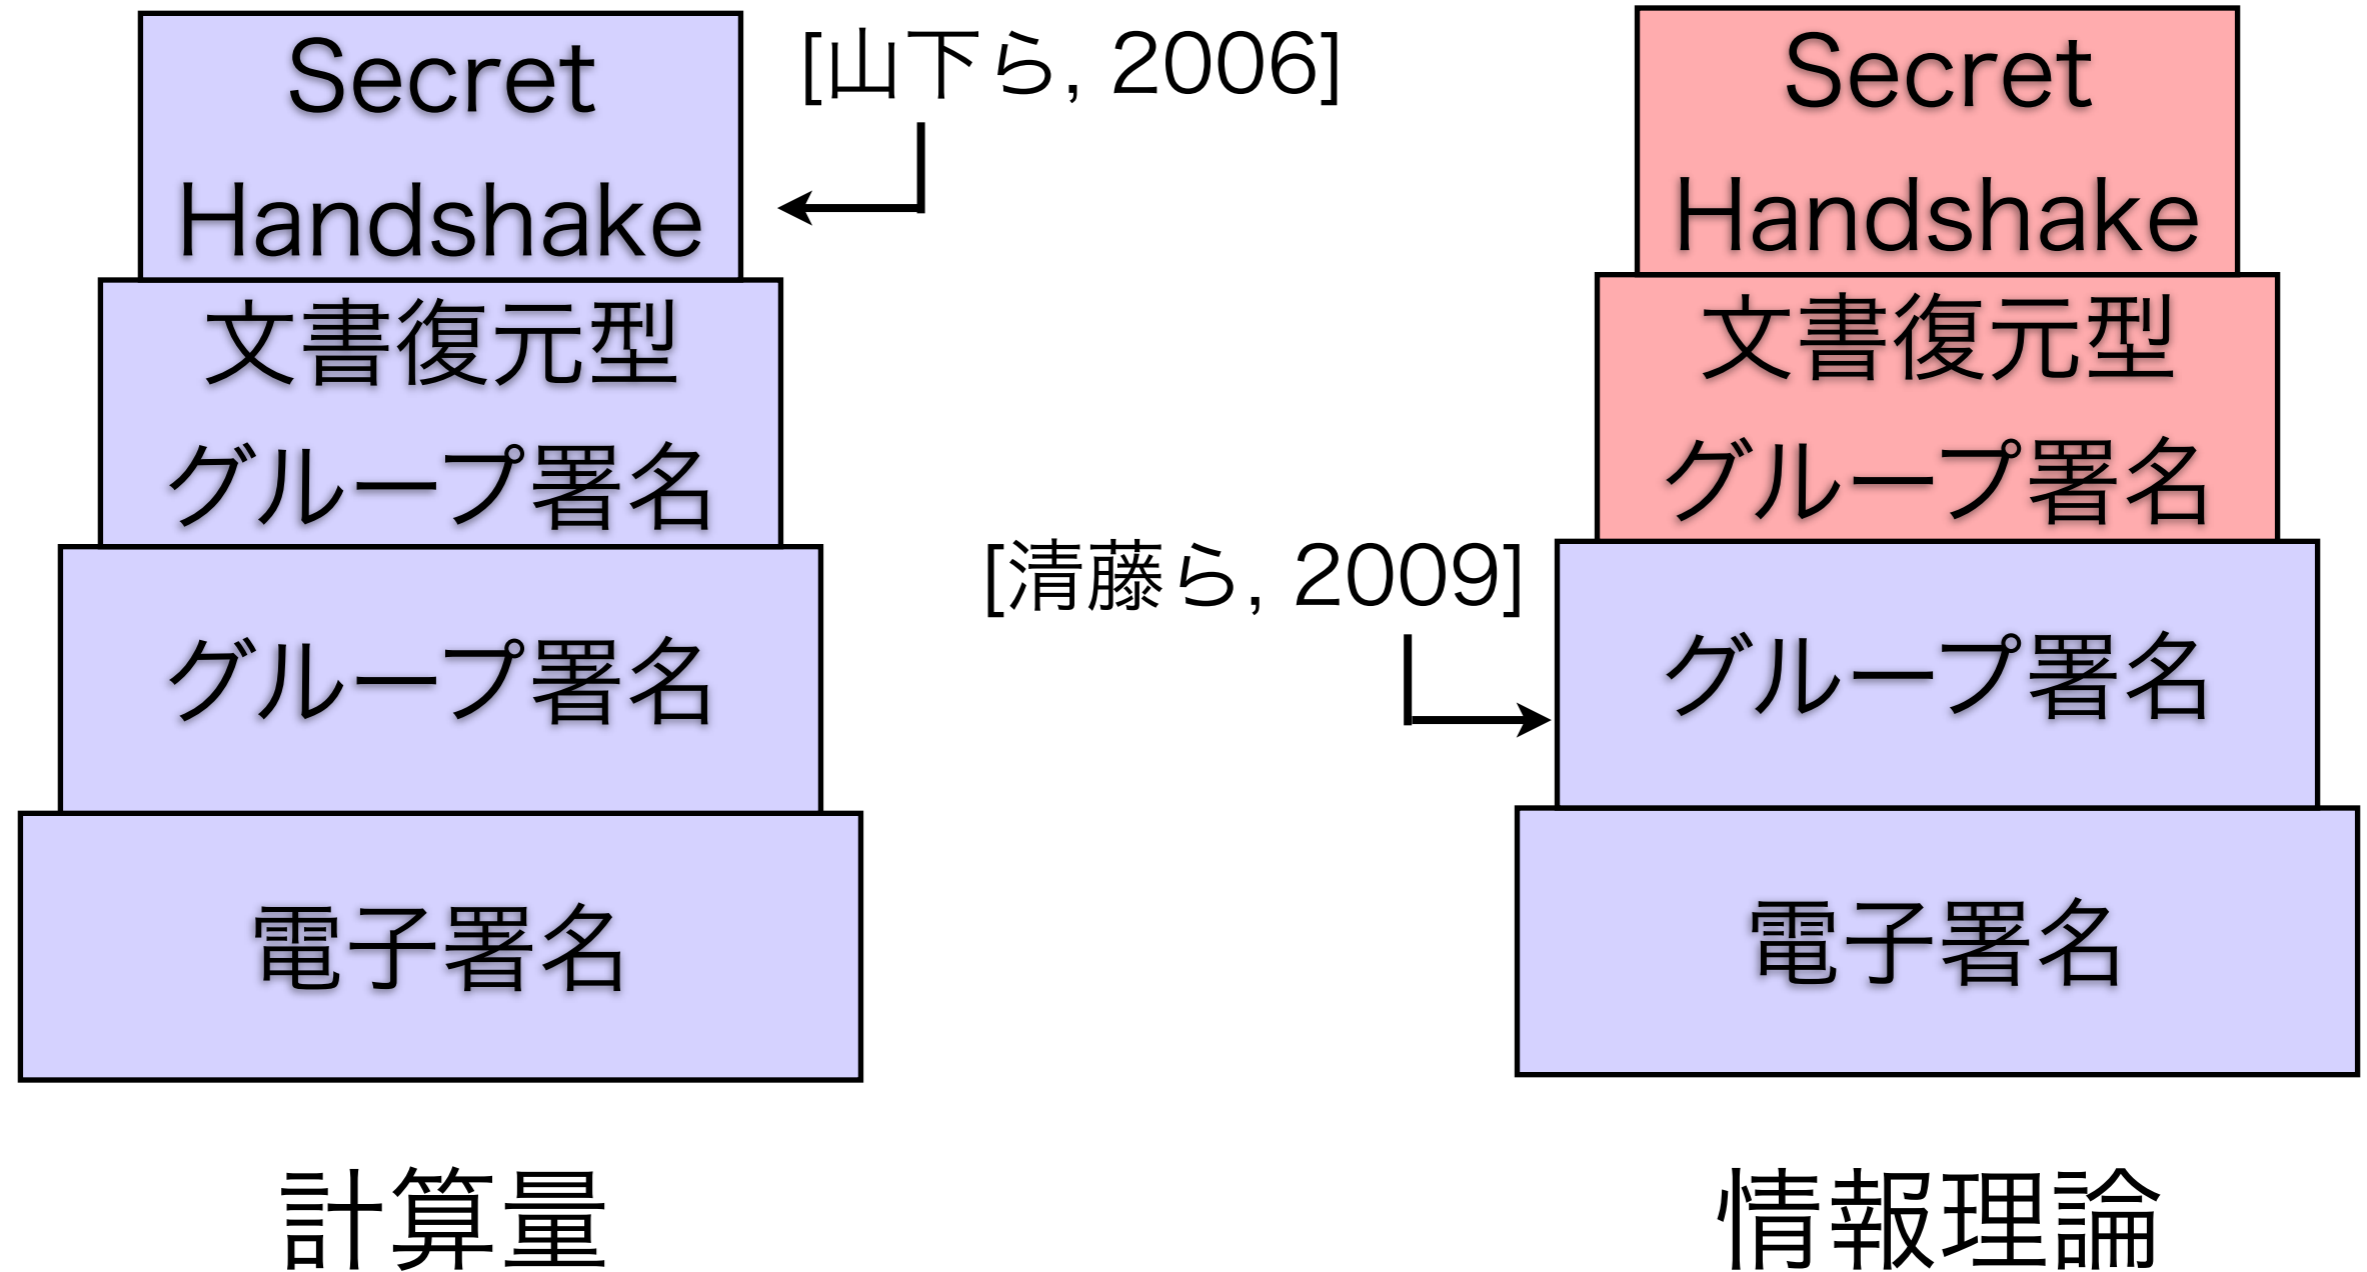 Secret
Handshake
文書復元型
グループ署名
グループ署名
電子署名
計算量
[山下ら, 2006]
[清藤ら, 2009]
Secret
Handshake
文書復元型
グループ署名
グループ署名
電子署名
情報理論